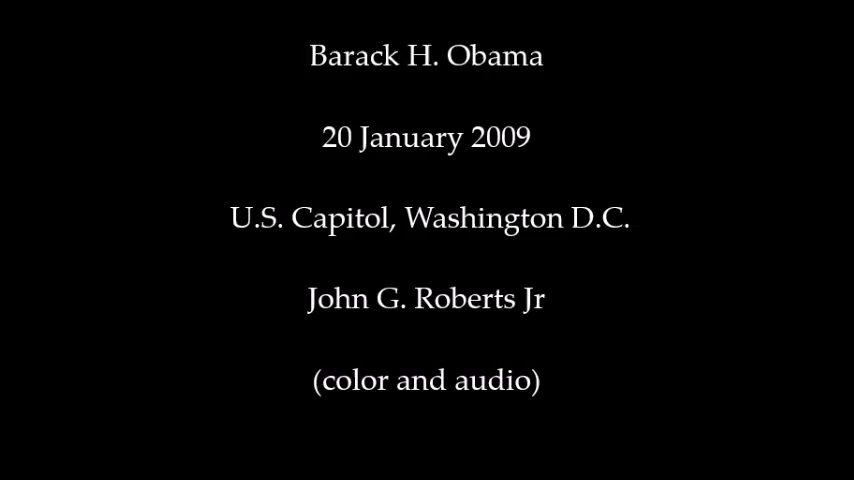 Barack H. Obama
20 January 2009
U.S. Capitol, Washington D.C.
John G. Roberts Jr
(color and audio)